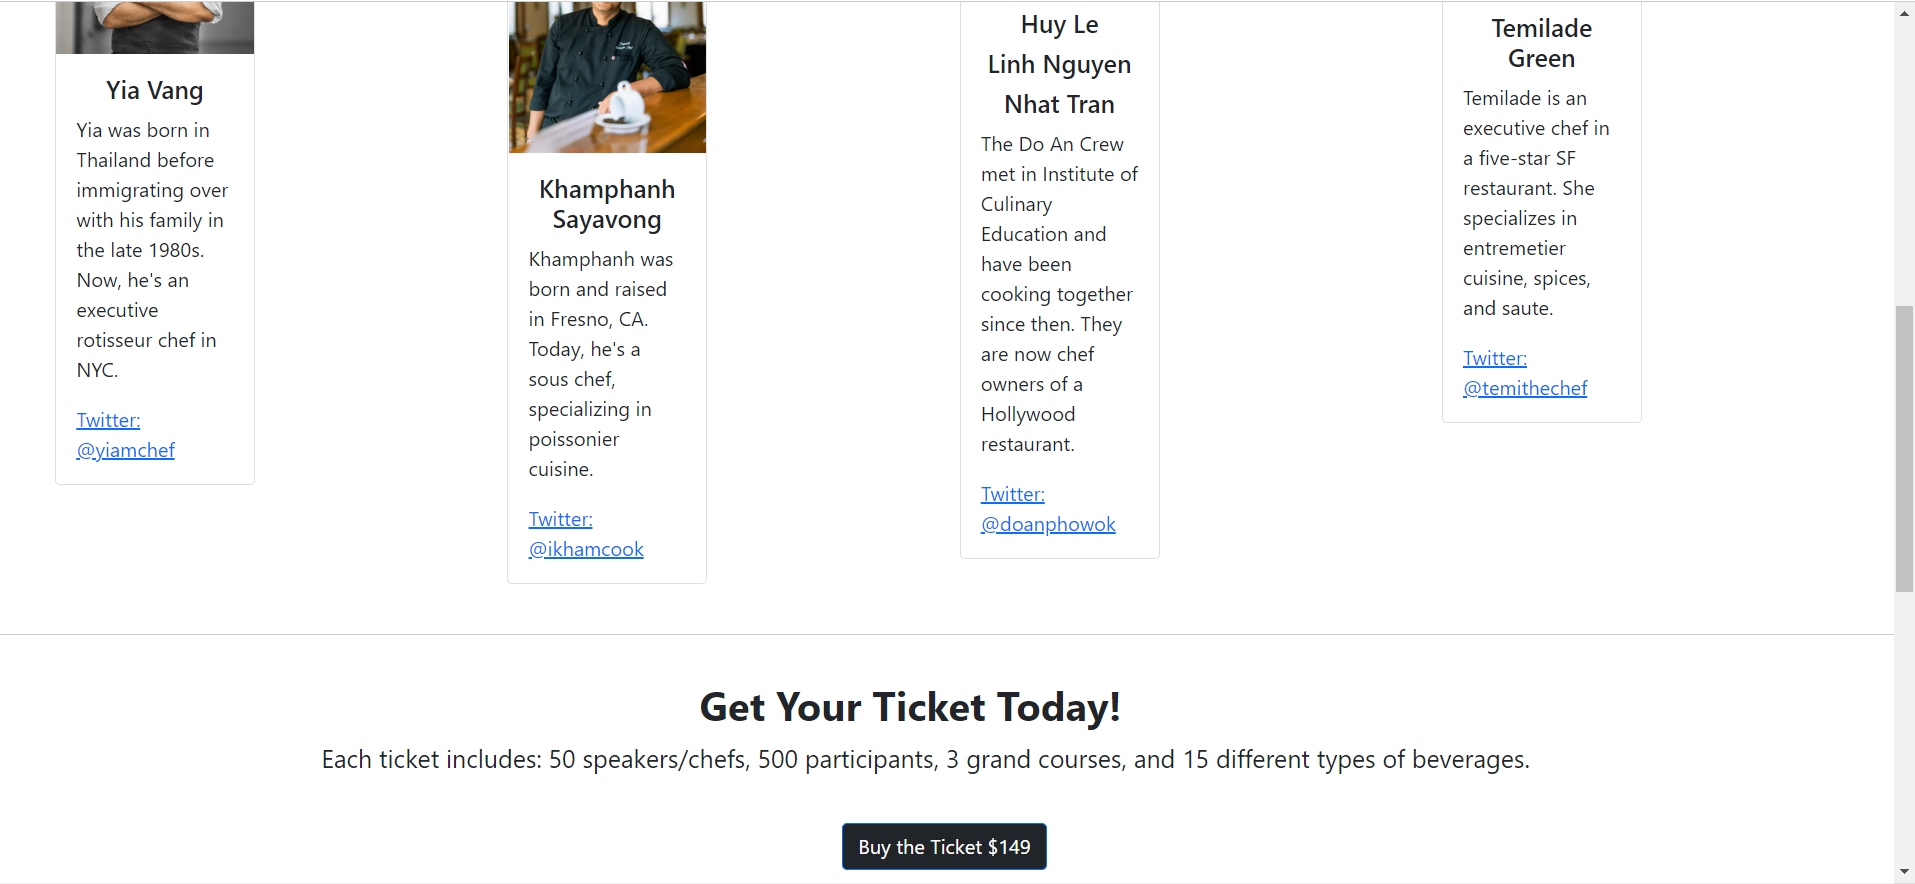 Yia Vang
Yia was born in
Thailand before
immigrating over
with his family in
the late 1980s.
Now, he's an
executive
rotisseur chef in
NYC.
Twitter:
@yiamchef
Khamphanh
Sayavong
Khamphanh was
born and raised
in Fresno, CA.
Today, he's a
sous chef,
specializing in
poissonier
cuisine.
Twitter:
@ikhamcook
Huy Le
Linh Nguyen
Nhat Tran
The Do An Crew
met in Institute of
Culinary
Education and
have been
cooking together
since then. They
are now chef
owners of a
Hollywood
restaurant.
Twitter:
@doanphowok
Temilade
Green
Temilade is an
executive chef in
a five-star SF
restaurant. She
specializes in
entremetier
cuisine, spices,
and saute.
Twitter:
@temithechef
Get Your Ticket Today!
Each ticket includes: 50 speakers/chefs, 500 participants, 3 grand courses, and 15 different types of beverages.
Buy the Ticket $149